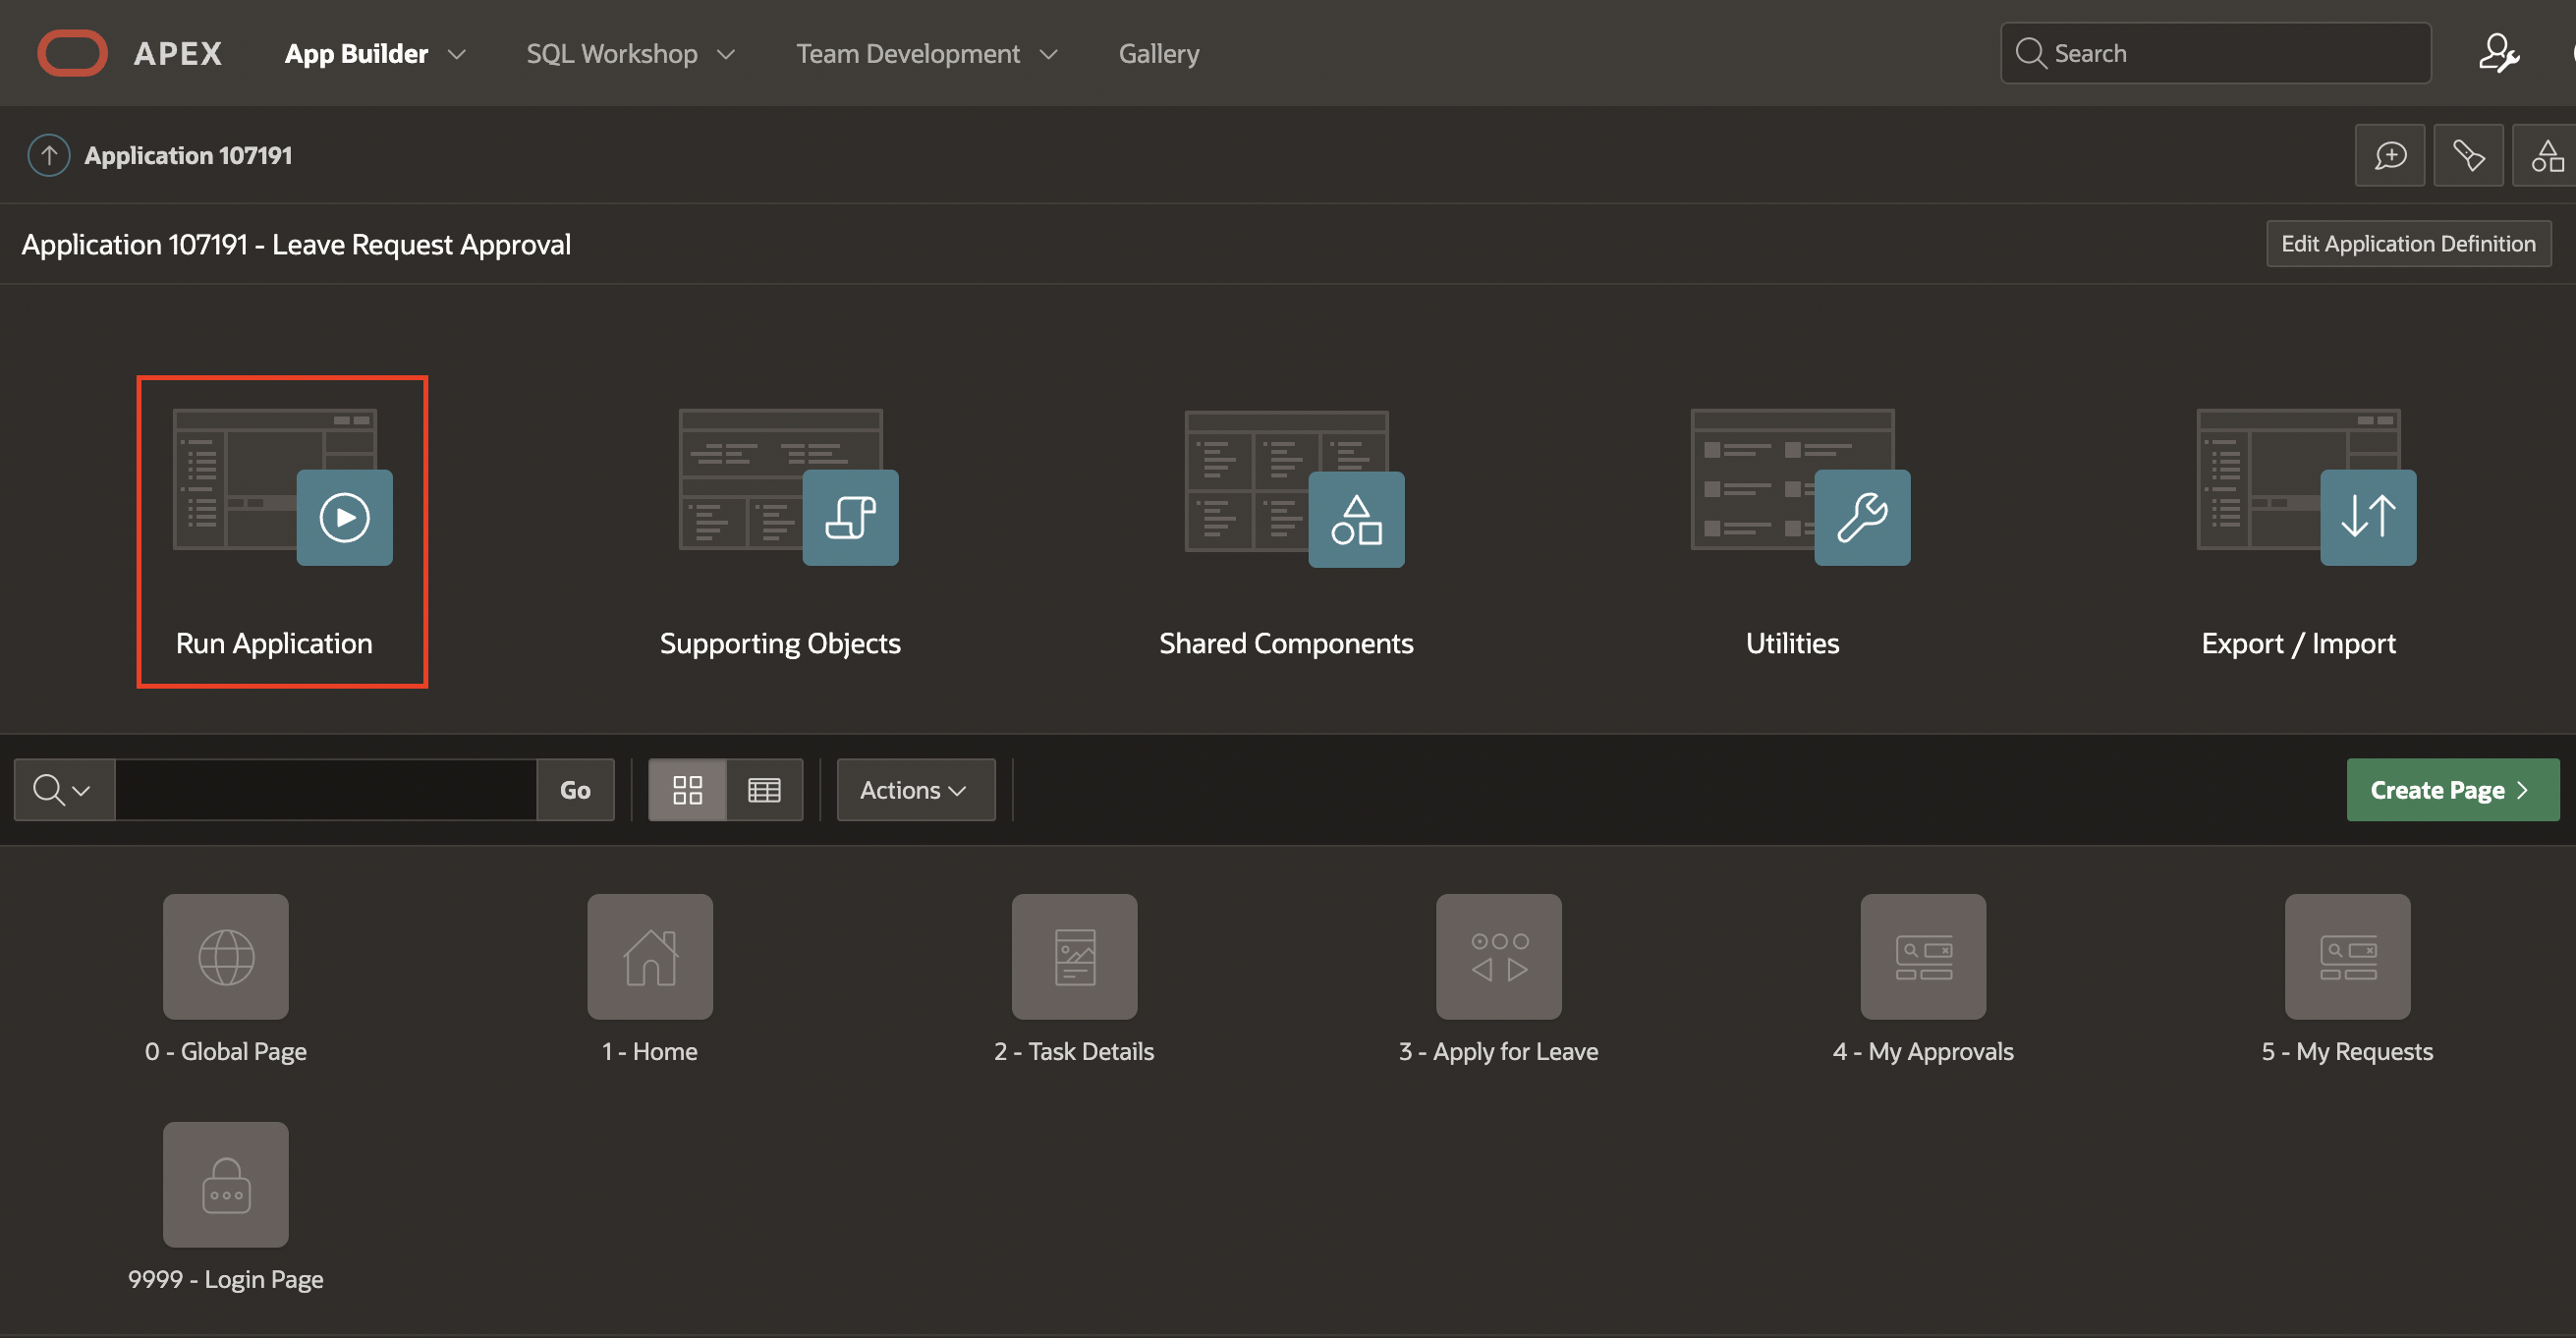 APEX App Builder SQL Workshop Team Development Gallery Search
Application 107191
Application 107191 - Leave Request Approval Edit Application Definition
Run Application Supporting Objects Shared Components Utilities Export / Import
Go Actions Create Page
0 - Global Page 1 - Home 2 - Task Details 3 - Apply for Leave 4 - My Approvals 5 - My Requests
9999 - Login Page